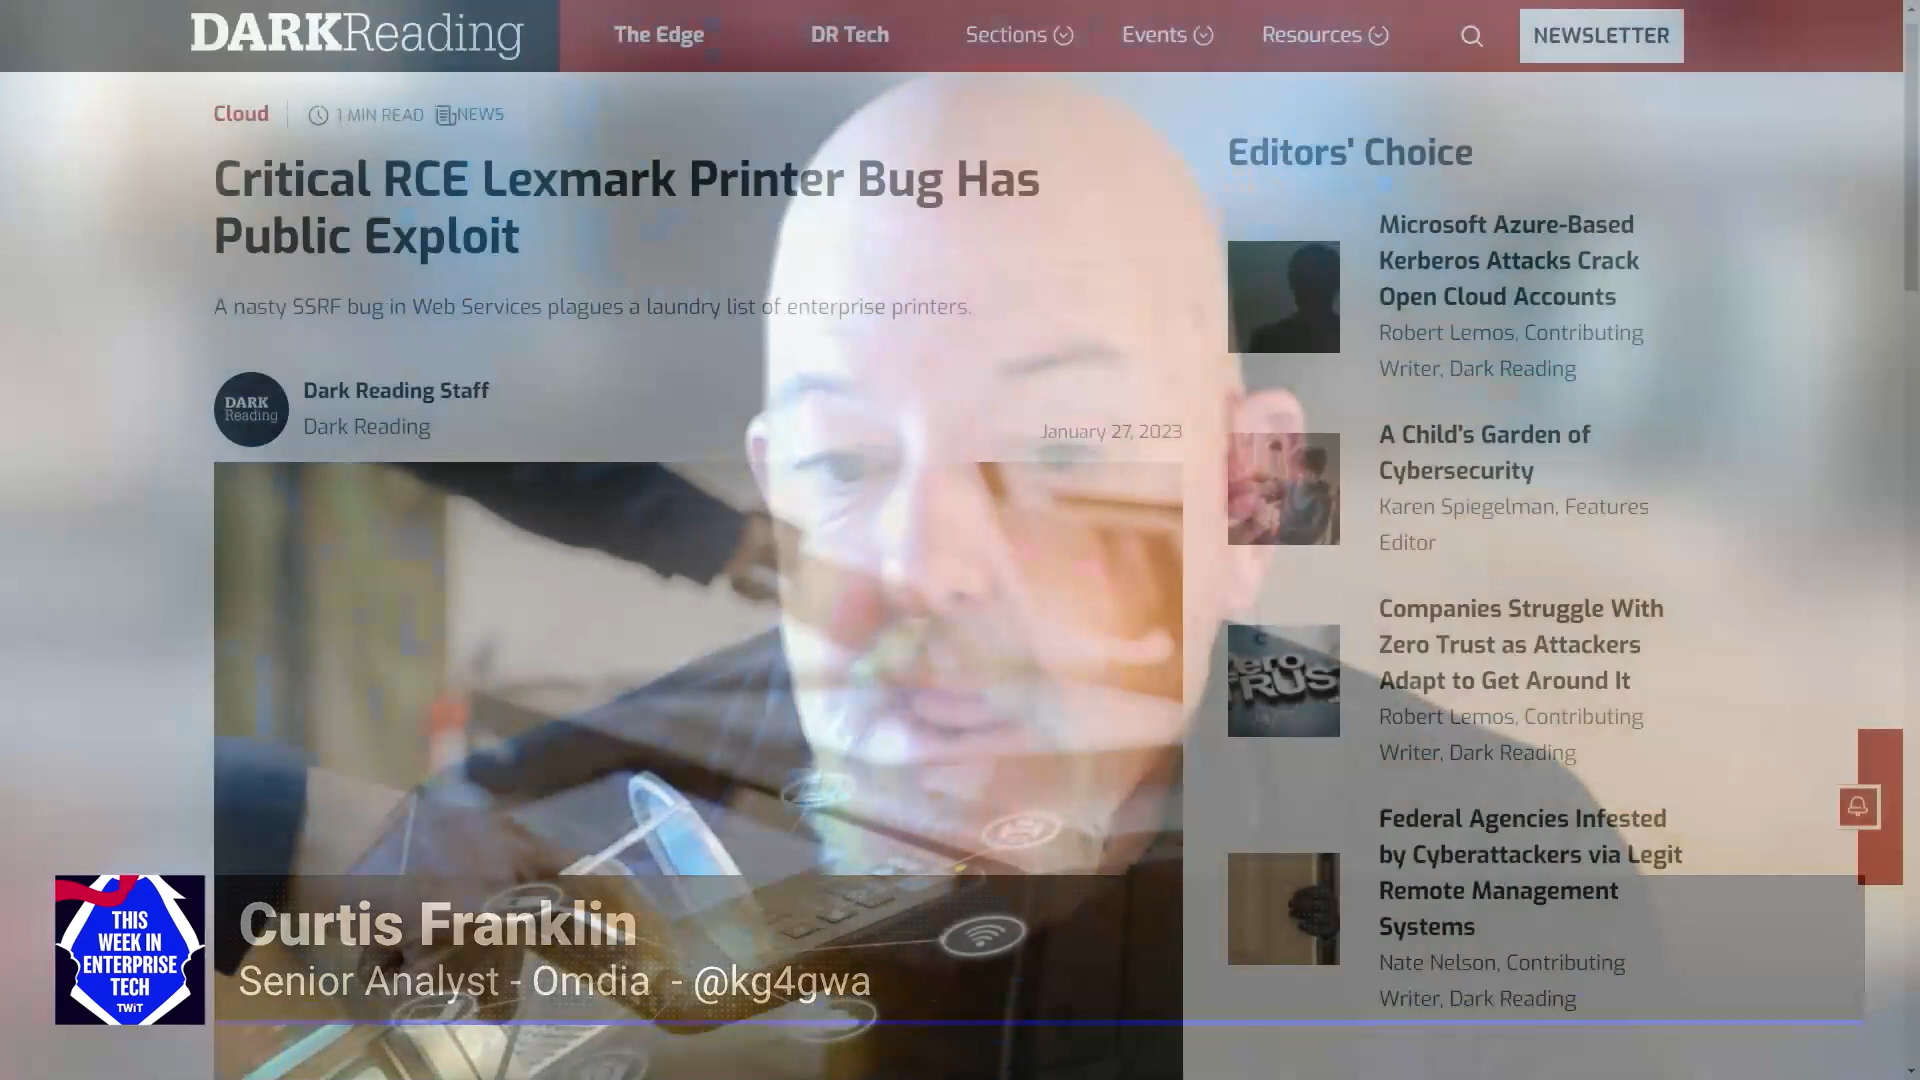 DARKReading
The Edge
DR Tech
Sections
Events
Resources
NEWSLETTER
Cloud
1 MIN READ
NEWS
Critical RCE Lexmark Printer Bug Has
Public Exploit
A nasty SSRF bug in Web Services plagues a laundry list of enterprise printers.
DARK
Reading
Dark Reading Staff
Dark Reading
January 27, 2023
Editors' Choice
Microsoft Azure-Based
Kerberos Attacks Crack
Open Cloud Accounts
Robert Lemos, Contributing
Writer, Dark Reading
A Child's Garden of
Cybersecurity
Karen Spiegelman, Features
Editor
Companies Struggle With
Zero Trust as Attackers
Adapt to Get Around It
Robert Lemos, Contributing
Writer, Dark Reading
Federal Agencies Infested
by Cyberattackers via Legit
Remote Management
Systems
Nate Nelson, Contributing
Writer, Dark Reading
THIS
WEEK IN
ENTERPRISE
TECH
TWiT
Curtis Franklin
Senior Analyst - Omdia - @kg4gwa